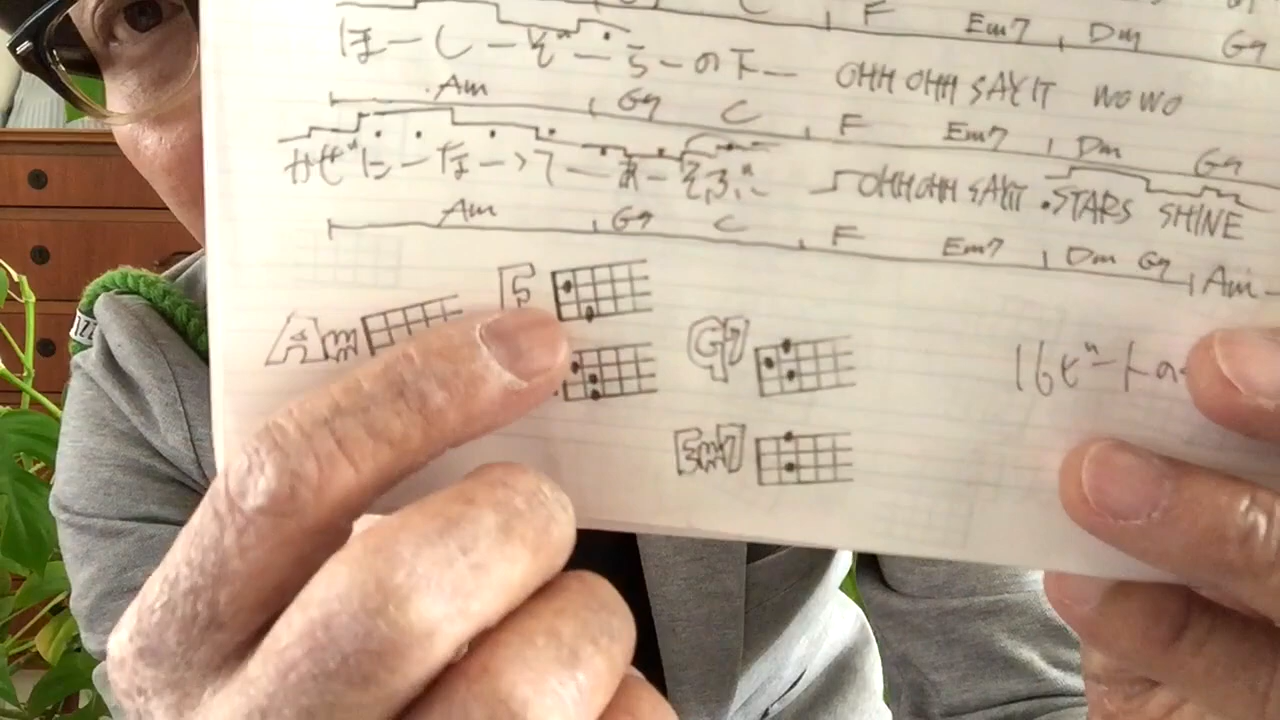 C F Em7 Dm G7
ほーしーぞーらーの下ー OHH OHH SAY IT WOWO
Am G7 C F Em7 Dm G7
かぜにーなーってーあーそぶー OHH OHH SAY IT STARS SHINE
Am G7 C F Em7 Dm G7 Am
Am F G7
Em7
16ビートの